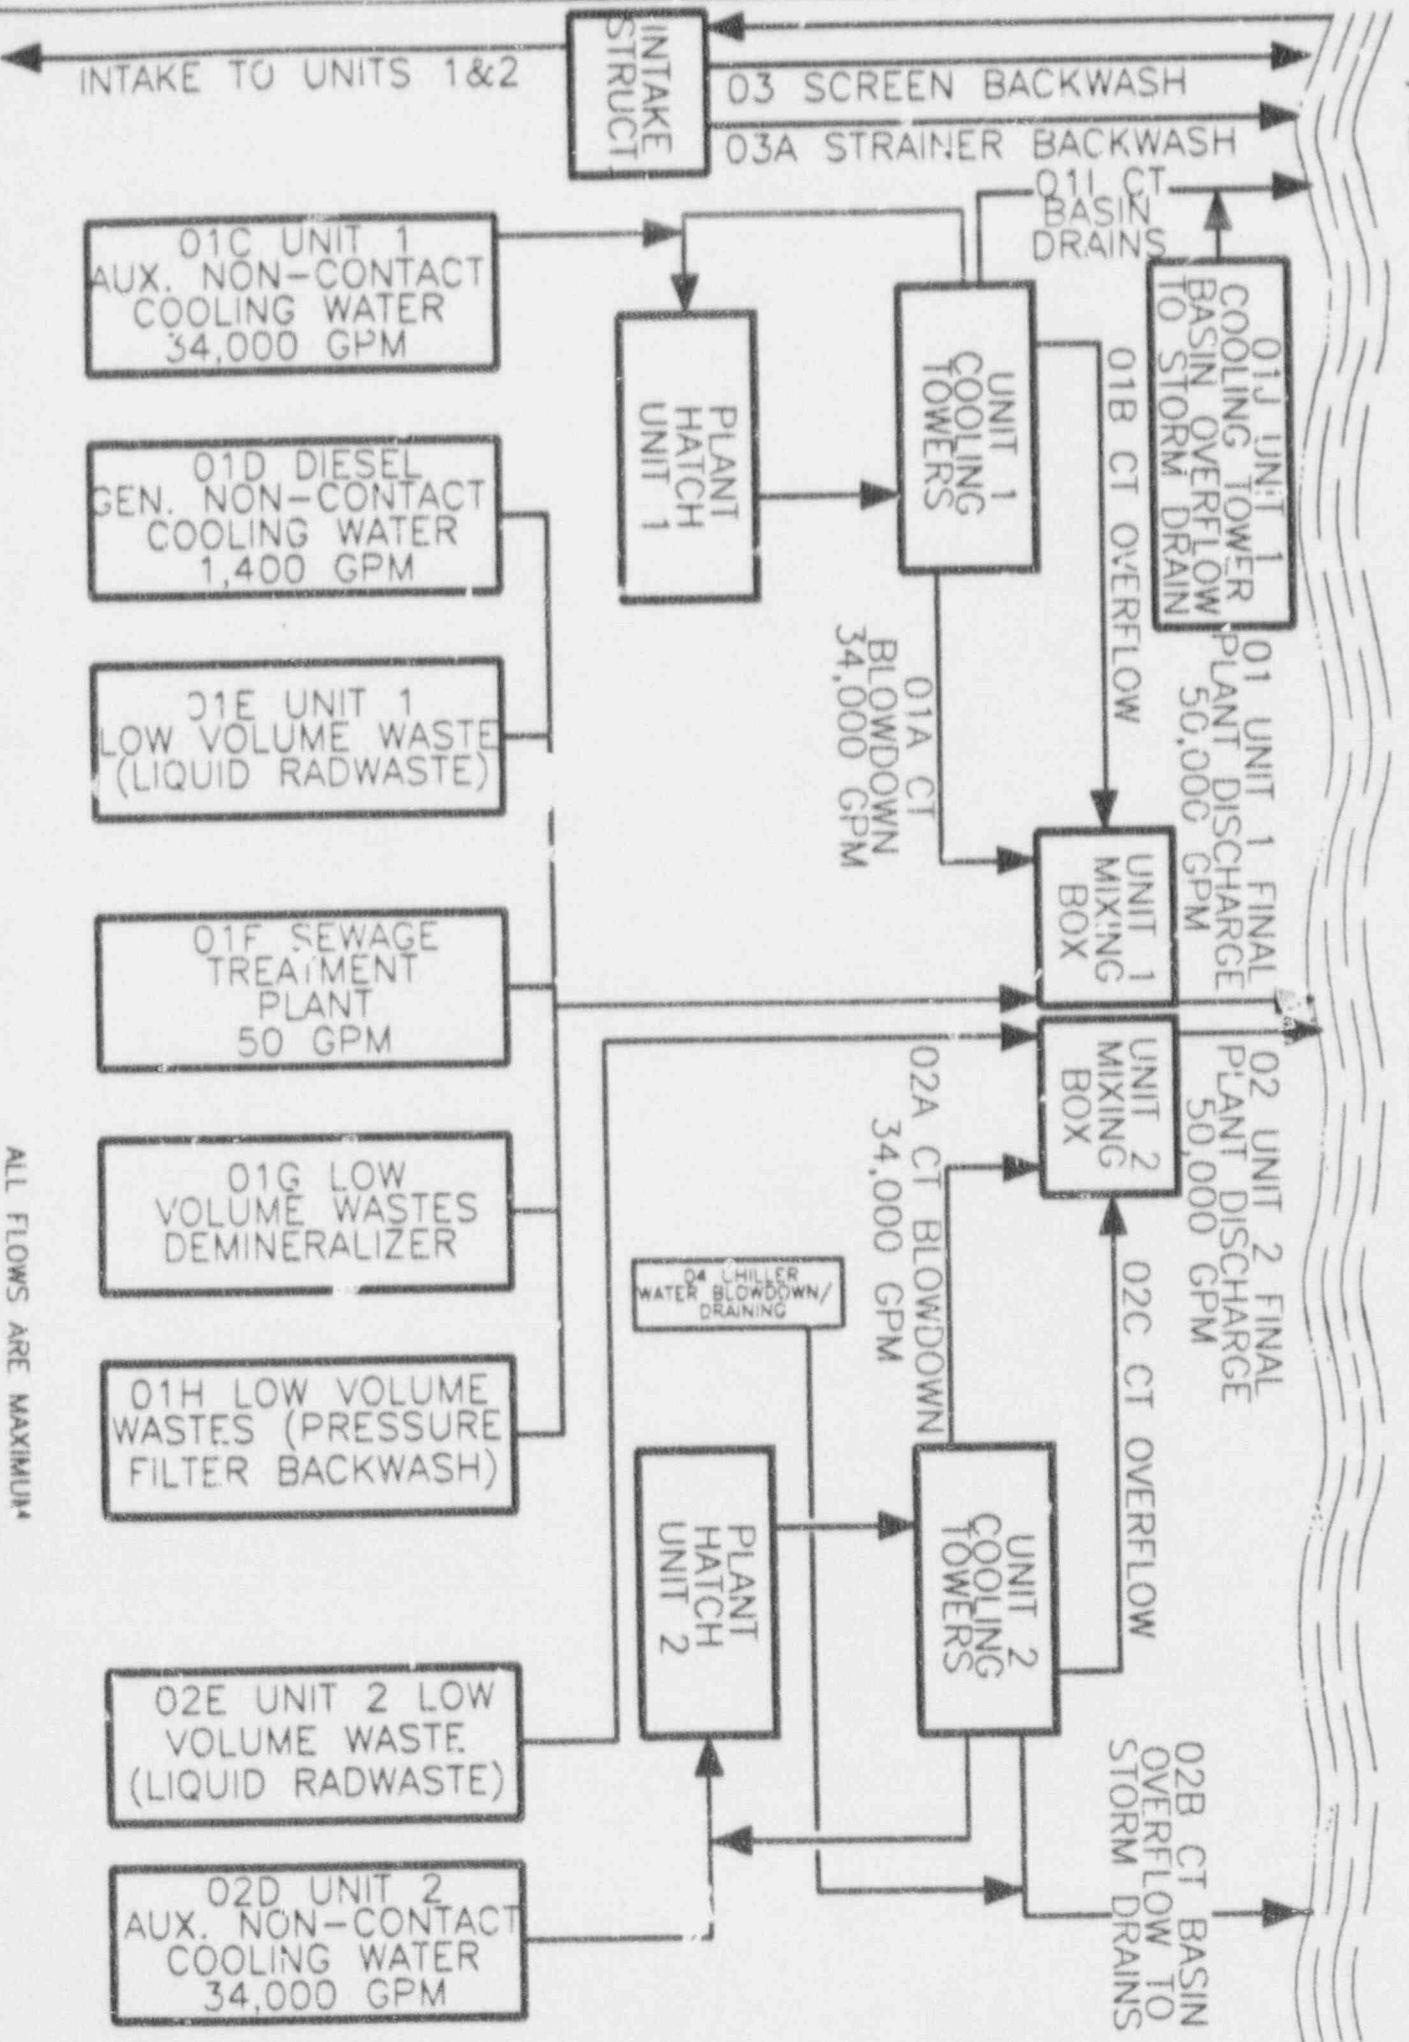 INTAKE
STRUCT.
INTAKE TO UNITS 1&2
03 SCREEN BACKWASH
03A STRAINER BACKWASH
01I CT
BASIN
DRAINS
01J UNIT 1
COOLING TOWER
BASIN OVERFLOW
TO STORM DRAIN
01C UNIT 1
AUX. NON-CONTACT
COOLING WATER
34,000 GPM
PLANT
HATCH
UNIT 1
UNIT 1
COOLING
TOWERS
01B CT OVERFLOW
01D DIESEL
GEN. NON-CONTACT
COOLING WATER
1,400 GPM
01A CT
BLOWDOWN
34,000 GPM
01 UNIT 1 FINAL
PLANT DISCHARGE
50,000 GPM
01E UNIT 1
LOW VOLUME WASTE
(LIQUID RADWASTE)
UNIT 1
MIXING
BOX
01F SEWAGE
TREATMENT
PLANT
50 GPM
UNIT 2
MIXING
BOX
02 UNIT 2 FINAL
PLANT DISCHARGE
50,000 GPM
02A CT BLOWDOWN
34,000 GPM
01G LOW
VOLUME WASTES
DEMINERALIZER
04 CHILLER
WATER BLOWDOWN/
DRAINING
02C CT OVERFLOW
01H LOW VOLUME
WASTES (PRESSURE
FILTER BACKWASH)
PLANT
HATCH
UNIT 2
UNIT 2
COOLING
TOWERS
02E UNIT 2 LOW
VOLUME WASTE
(LIQUID RADWASTE)
02B CT BASIN
OVERFLOW TO
STORM DRAINS
02D UNIT 2
AUX. NON-CONTACT
COOLING WATER
34,000 GPM
ALL FLOWS ARE MAXIMUM